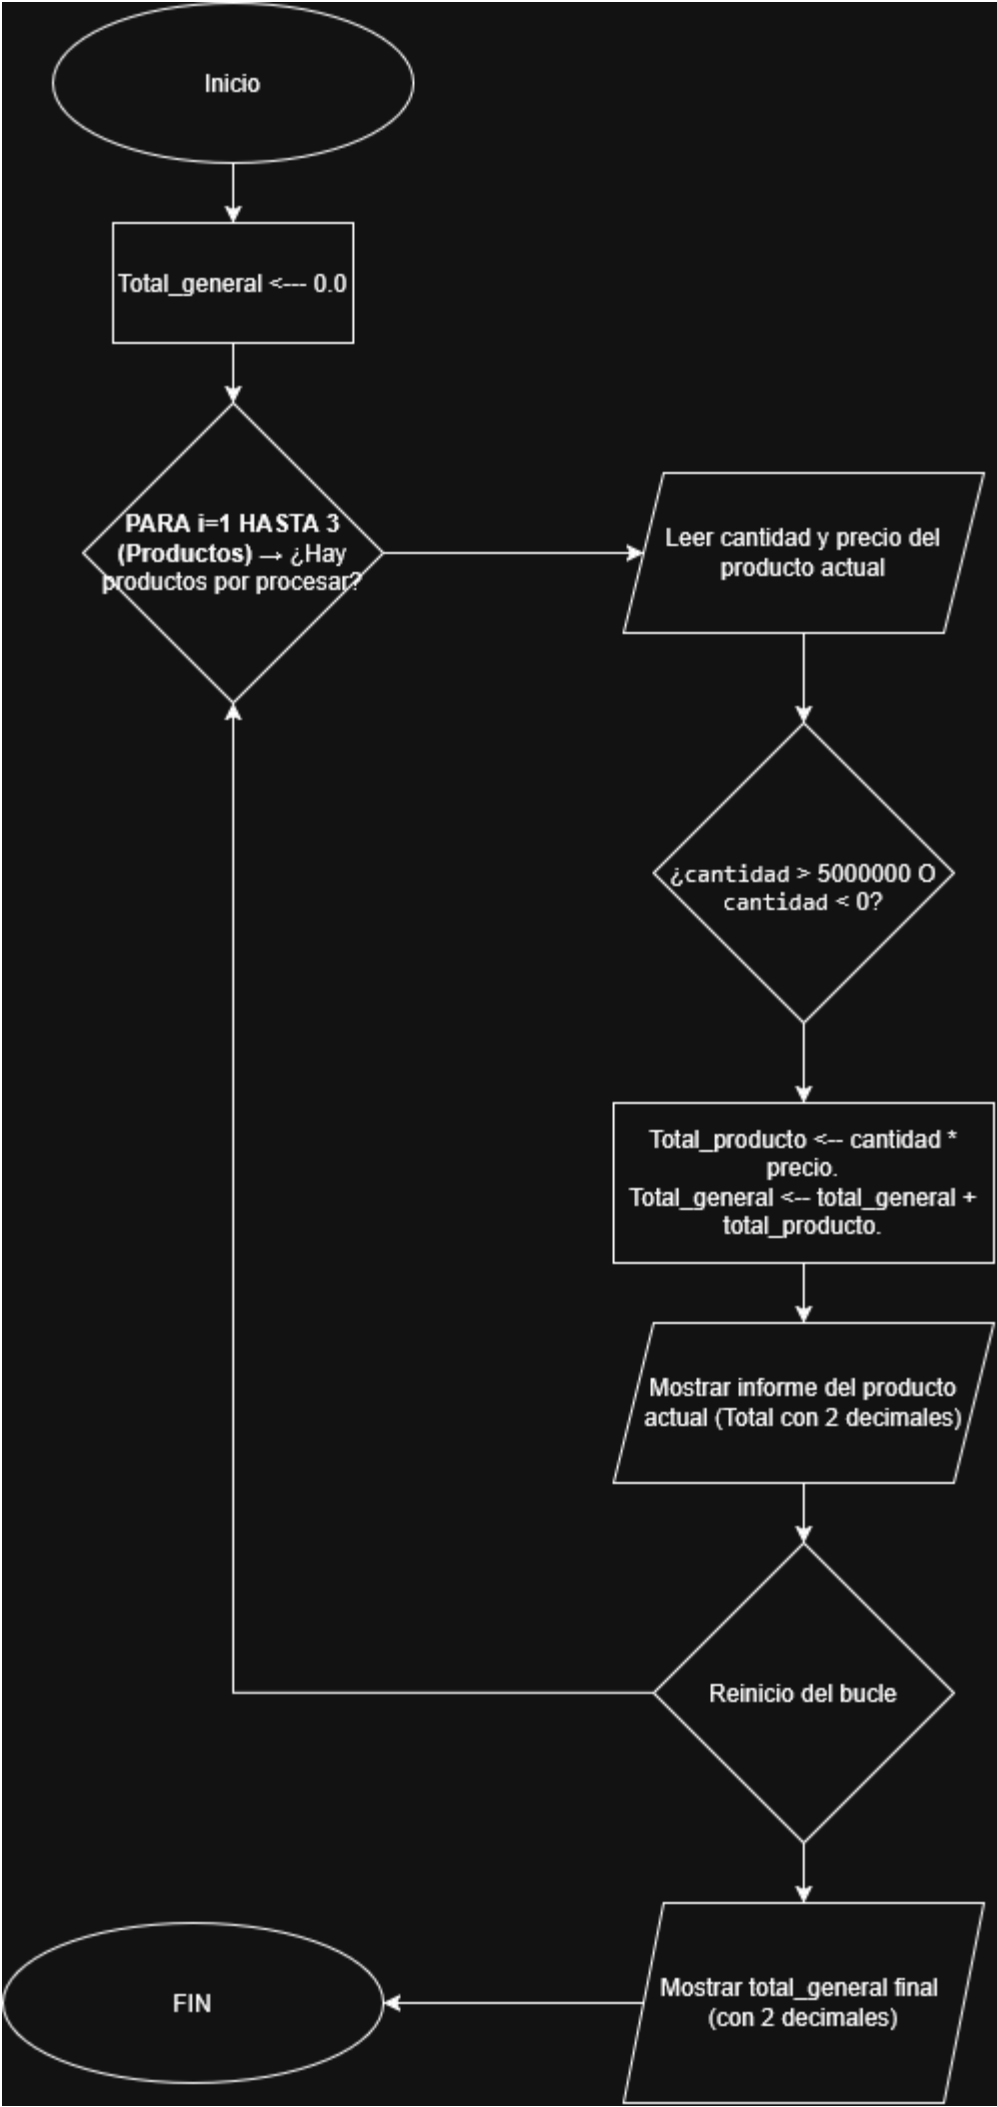 Inicio
Total_general <--- 0.0
PARA i=1 HASTA 3
(Productos) → ¿Hay
productos por procesar?
Leer cantidad y precio del
producto actual
¿cantidad > 5000000 O
cantidad < 0?
Total_producto <-- cantidad *
precio.
Total_general <-- total_general +
total_producto.
Mostrar informe del producto
actual (Total con 2 decimales)
Reinicio del bucle
Mostrar total_general final
(con 2 decimales)
FIN